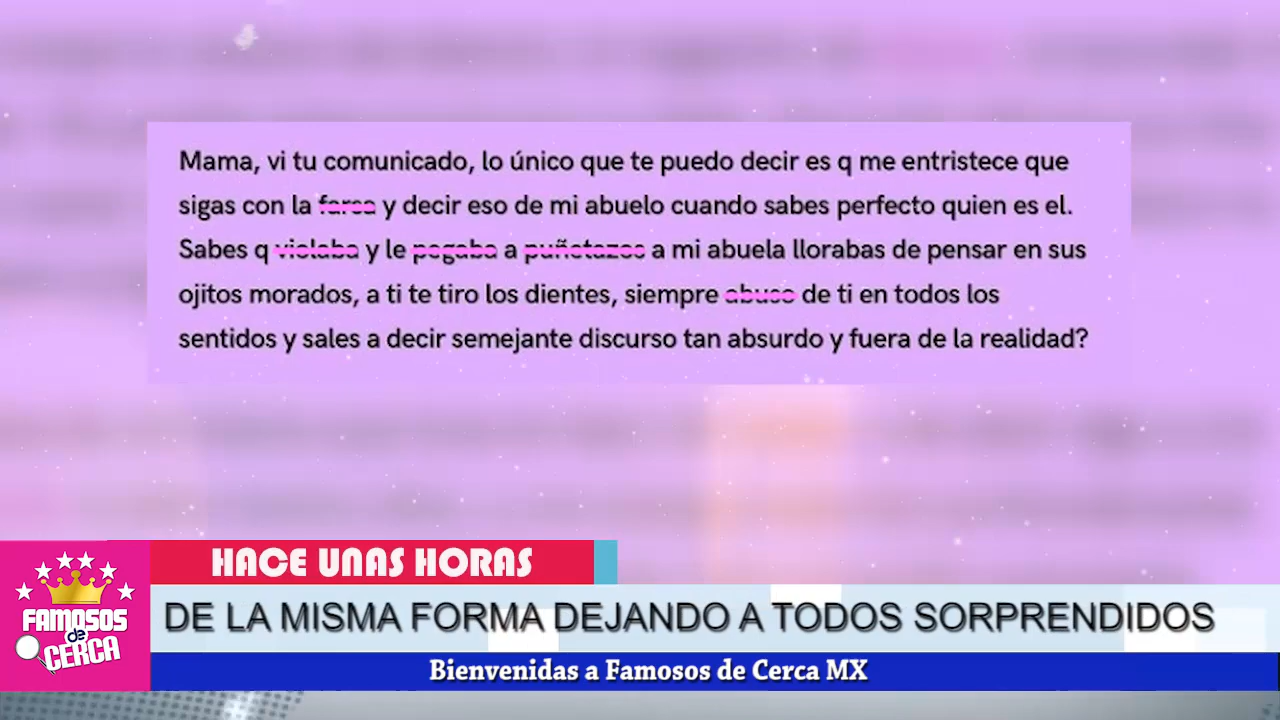 Mama, vi tu comunicado, lo único que te puedo decir es q me entristece que
sigas con la farsa y decir eso de mi abuelo cuando sabes perfecto quien es el.
Sabes q violaba y le pegaba a puñetazos a mi abuela llorabas de pensar en sus
ojitos morados, a ti te tiro los dientes, siempre abuso de ti en todos los
sentidos y sales a decir semejante discurso tan absurdo y fuera de la realidad?
HACE UNAS HORAS
DE LA MISMA FORMA DEJANDO A TODOS SORPRENDIDOS
FAMOSOS
de
CERCA
Bienvenidas a Famosos de Cerca MX